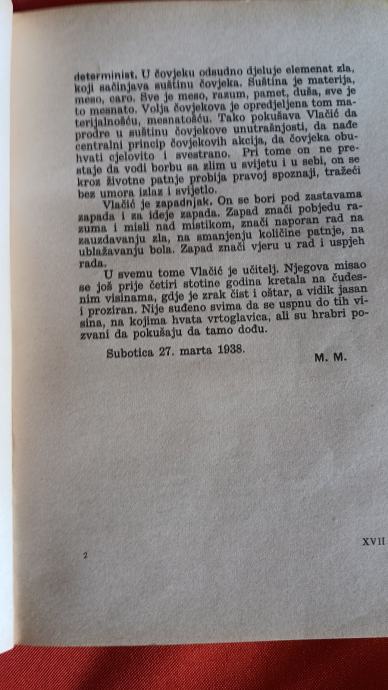 determinist. U čovjeku odsudno djeluje elemenat zla,
koji sačinjava suštinu čovjeka. Suština je materija,
meso, caro. Sve je meso, razum, pamet, duša, sve je
to mesnato. Volja čovjekova je opredjeljena tom ma-
terijalnošću, mesnatošću. Tako pokušava Vlačić da
prodre u suštinu čovjekove unutrašnjosti, da nađe
centralni princip čovjekovih akcija, da čovjeka obu-
hvati cjelovito i svestrano. Pri tome on ne pre-
staje da vodi borbu sa zlim u svijetu i u sebi, on se
kroz životne patnje probija pravoj spoznaji, tražeći
bez umora izlaz i svijetlo.
Vlačić je zapadnjak. On se bori pod zastavama
zapada i za ideje zapada. Zapad znači pobjedu ra-
zuma i misli nad mistikom, znači naporan rad na
zauzdavanju zla, na smanjenju količine patnje, na
ublažavanju bola. Zapad znači vjeru u rad i uspjeh
rada.
U svemu tome Vlačić je učitelj. Njegova misao
se još prije četiri stotine godina kretala na čudes-
nim visinama, gdje je zrak čist i oštar, a vidik jasan
i proziran. Nije suđeno svima da se uspnu do tih vi-
sina, na kojima hvata vrtoglavica, ali su hrabri po-
zvani da pokušaju da tamo dođu.
Subotica 27. marta 1938.
M. M.
2
XVII